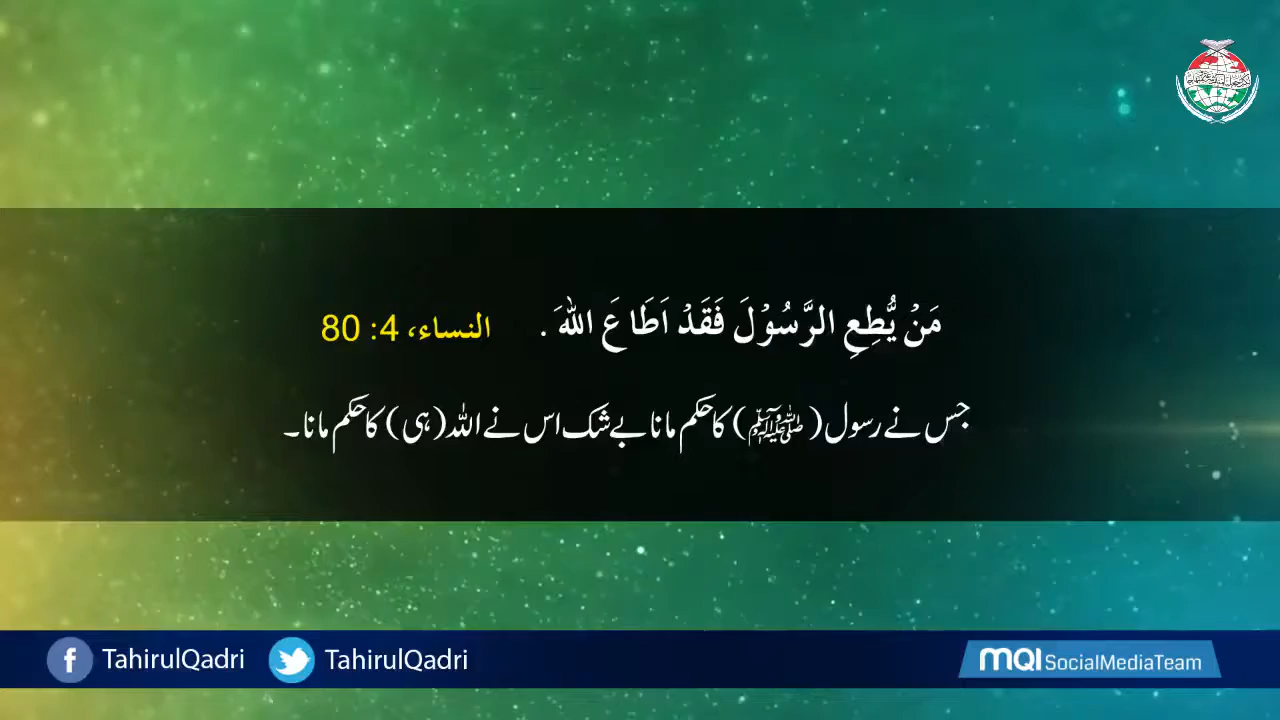 مَنْ يُّطِعِ الرَّسُوْلَ فَقَدْ اَطَاعَ اللهَ . النساء، 4: 80
جس نے رسول (ﷺ) کا حکم مانا بے شک اس نے اللہ (ہی) کا حکم مانا۔
TahirulQadri TahirulQadri MQI SocialMediaTeam